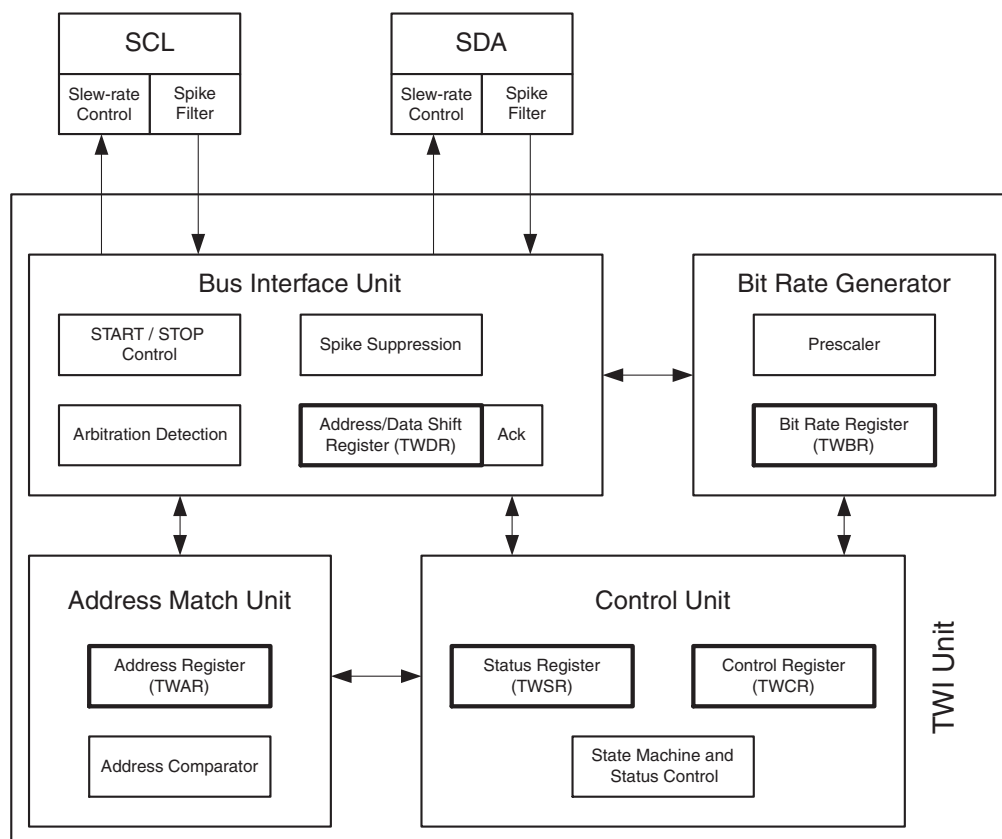 SCL
Slew-rate
Control
Spike
Filter
SDA
Slew-rate
Control
Spike
Filter
Bus Interface Unit
START / STOP
Control
Spike Suppression
Arbitration Detection
Address/Data Shift
Register (TWDR)
Ack
Bit Rate Generator
Prescaler
Bit Rate Register
(TWBR)
Address Match Unit
Address Register
(TWAR)
Address Comparator
Control Unit
Status Register
(TWSR)
Control Register
(TWCR)
State Machine and
Status Control
TWI Unit